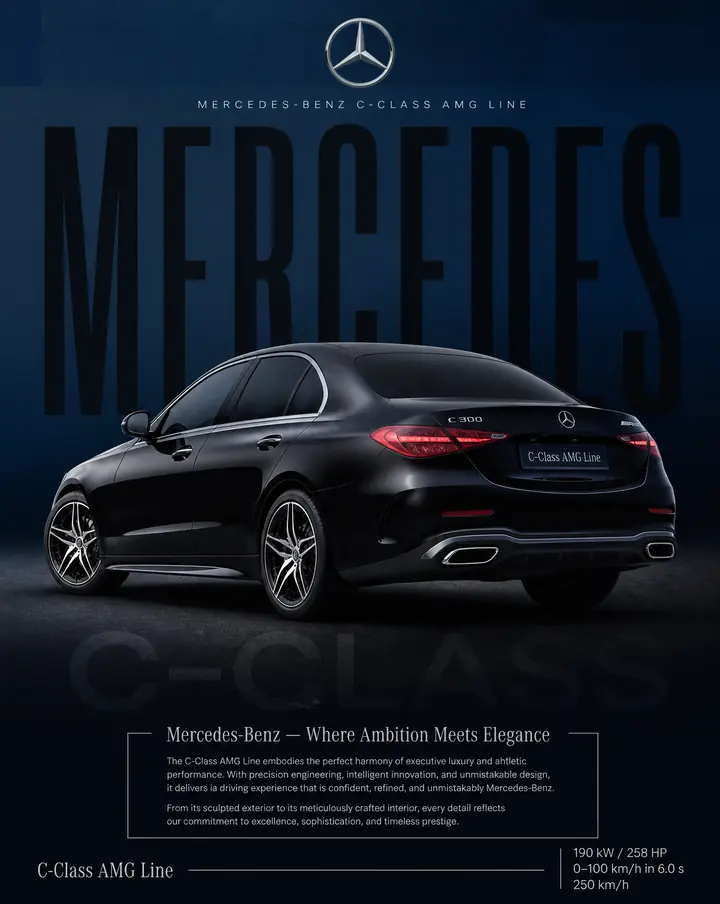 MERCEDES-BENZ C-CLASS AMG LINE
MERCEDES
C 300
AMG
C-Class AMG Line
C-CLASS
Mercedes-Benz — Where Ambition Meets Elegance
The C-Class AMG Line embodies the perfect harmony of executive luxury and ahtletic
performance. With precision engineering, intelligent innovation, and unmistakable design,
it delivers ia driving experience that is confident, refined, and unmistakably Mercedes-Benz.
From its sculpted exterior to its meticulously crafted interior, every detail reflects
our commitment to excellence, sophistication, and timeless prestige.
C-Class AMG Line
190 kW / 258 HP
0–100 km/h in 6.0 s
250 km/h